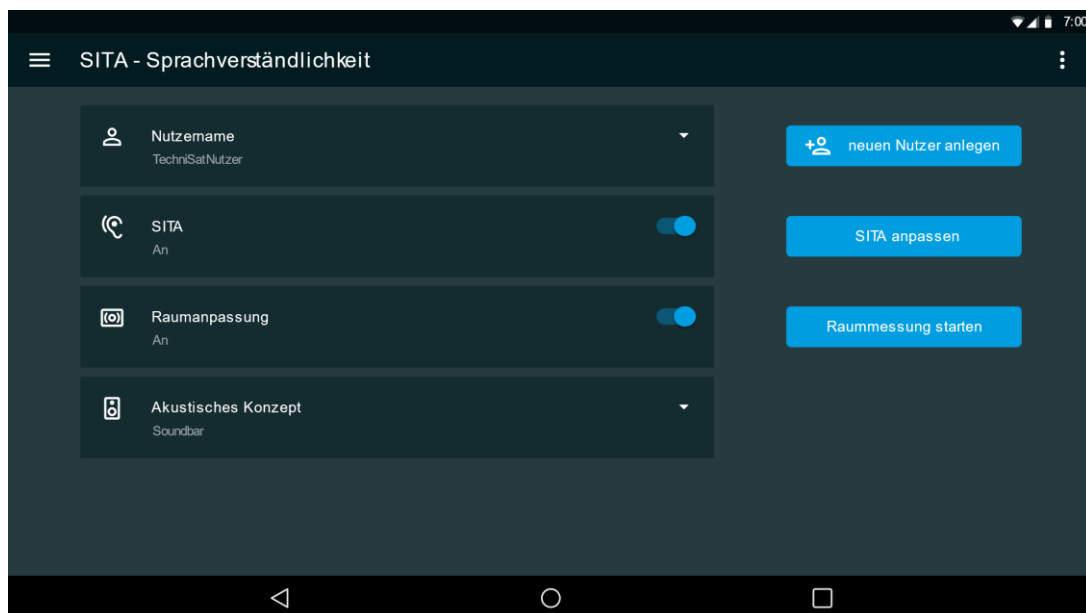 7:00
SITA - Sprachverständlichkeit
Nutzername
TechniSatNutzer
neuen Nutzer anlegen
SITA
An
SITA anpassen
Raumanpassung
An
Raummessung starten
Akustisches Konzept
Soundbar